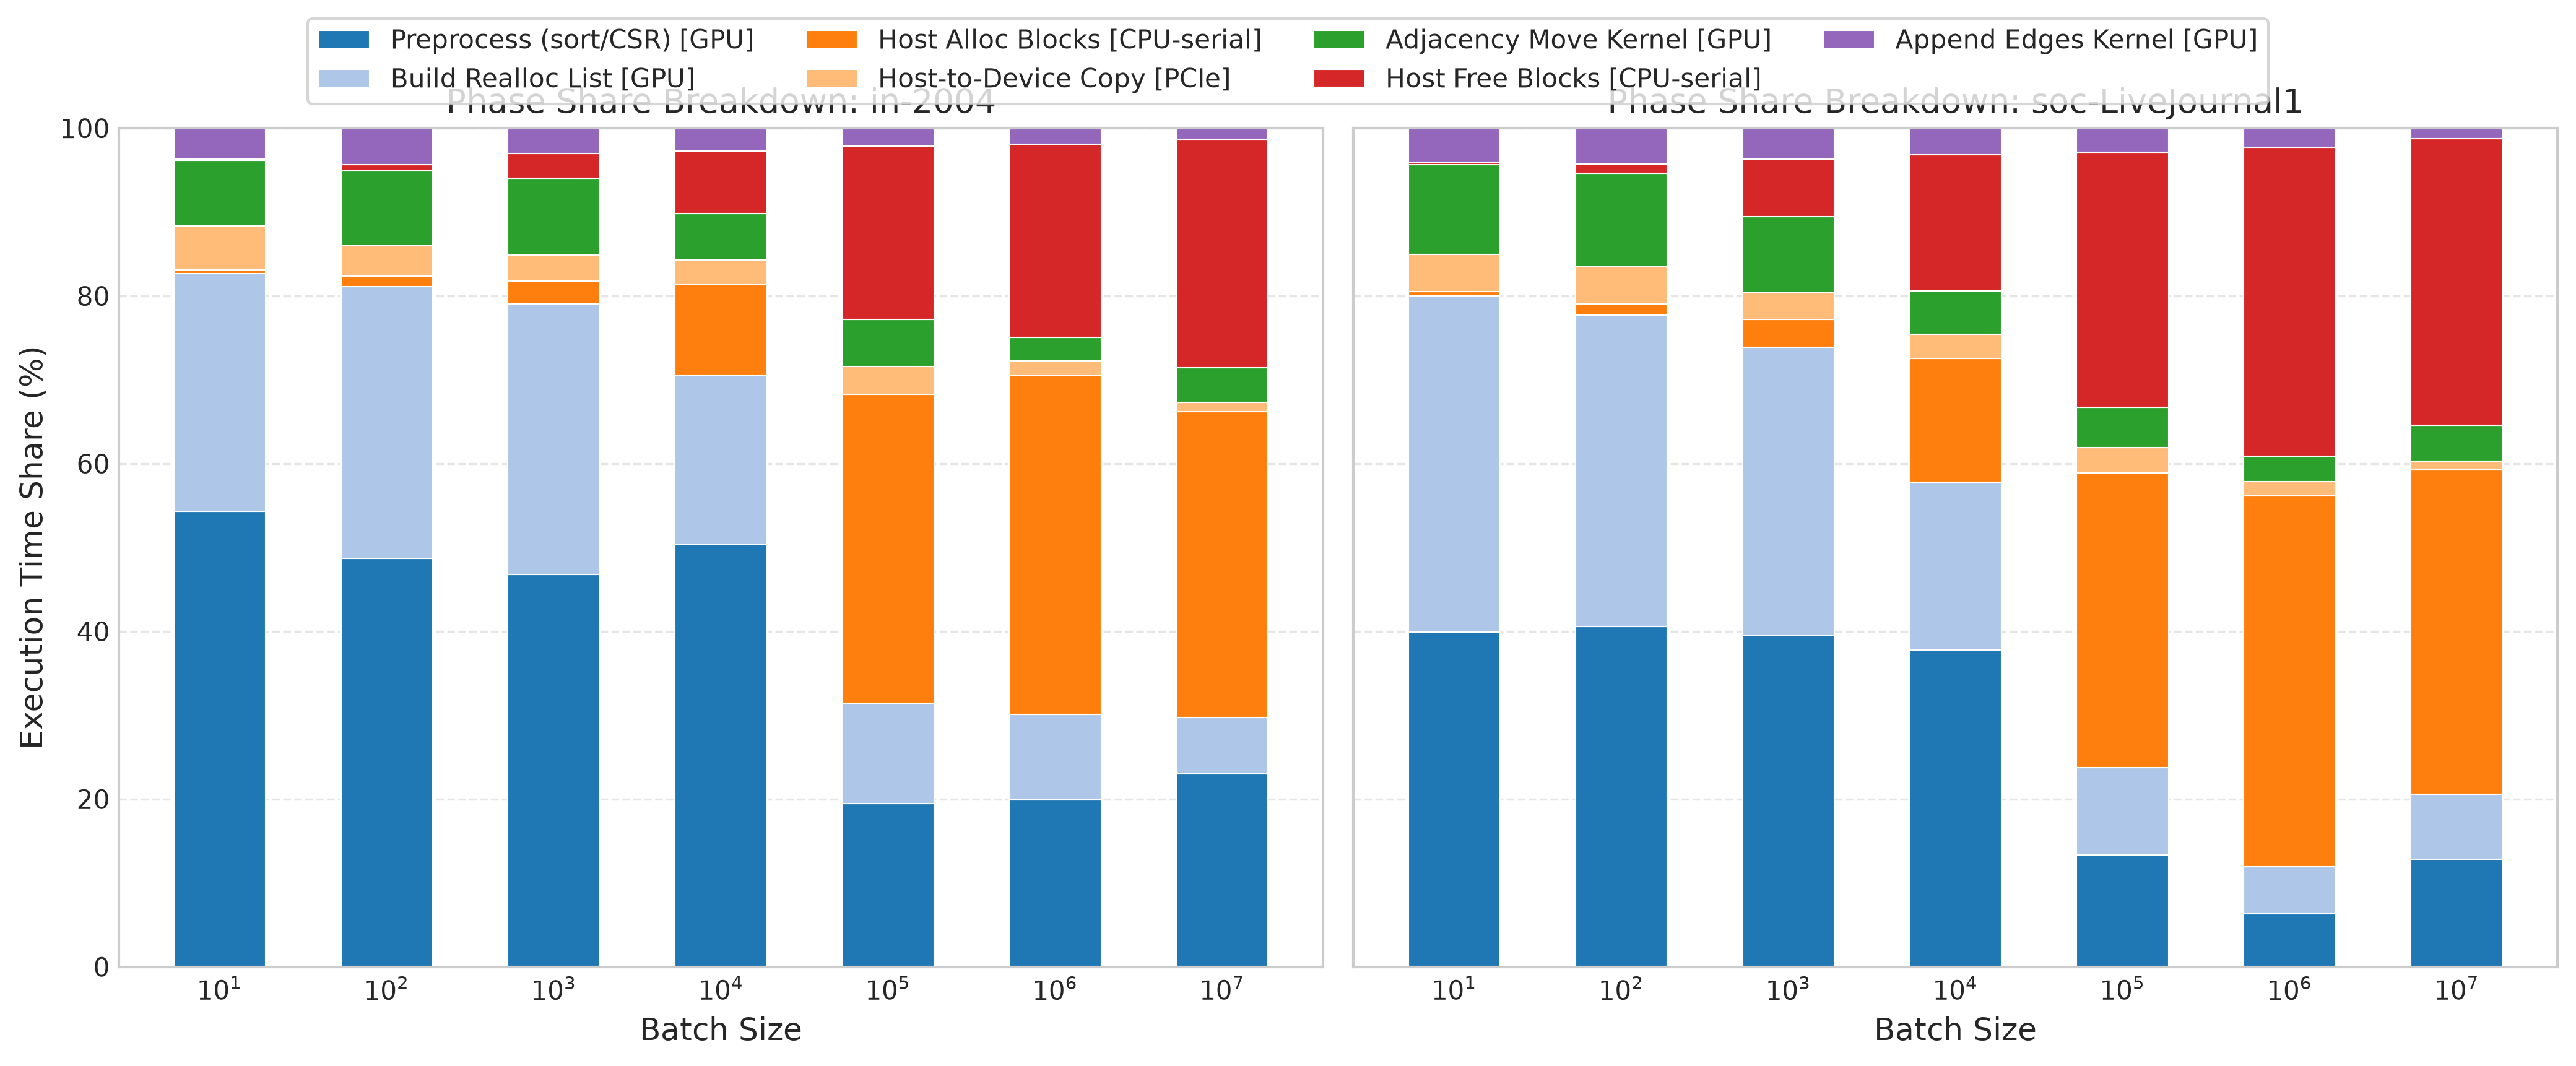 Preprocess (sort/CSR) [GPU]
Build Realloc List [GPU]
Host Alloc Blocks [CPU-serial]
Host-to-Device Copy [PCIe]
Adjacency Move Kernel [GPU]
Host Free Blocks [CPU-serial]
Append Edges Kernel [GPU]
Phase Share Breakdown: in-2004
Phase Share Breakdown: soc-LiveJournal1
Execution Time Share (%)
100
80
60
40
20
0
10¹ 10² 10³ 10⁴ 10⁵ 10⁶ 10⁷
Batch Size
10¹ 10² 10³ 10⁴ 10⁵ 10⁶ 10⁷
Batch Size